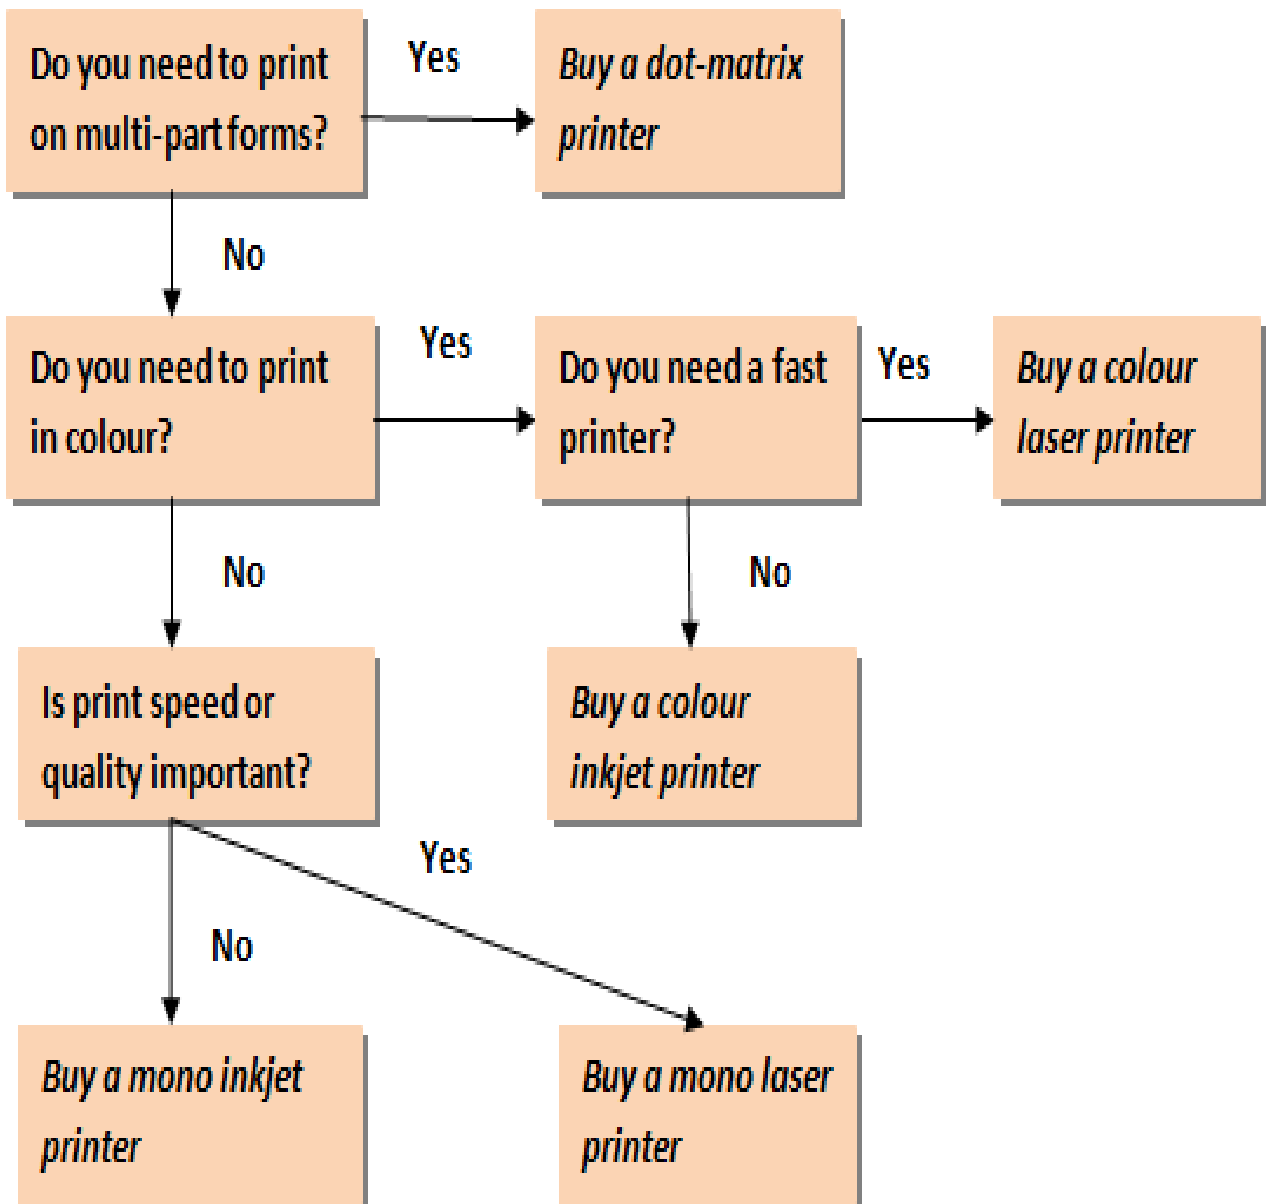 Do you need to print
on multi-part forms?
Yes
Buy a dot-matrix
printer
No
Do you need to print
in colour?
Yes
Do you need a fast
printer?
Yes
Buy a colour
laser printer
No
No
Is print speed or
quality important?
Buy a colour
inkjet printer
Yes
No
Buy a mono inkjet
printer
Buy a mono laser
printer